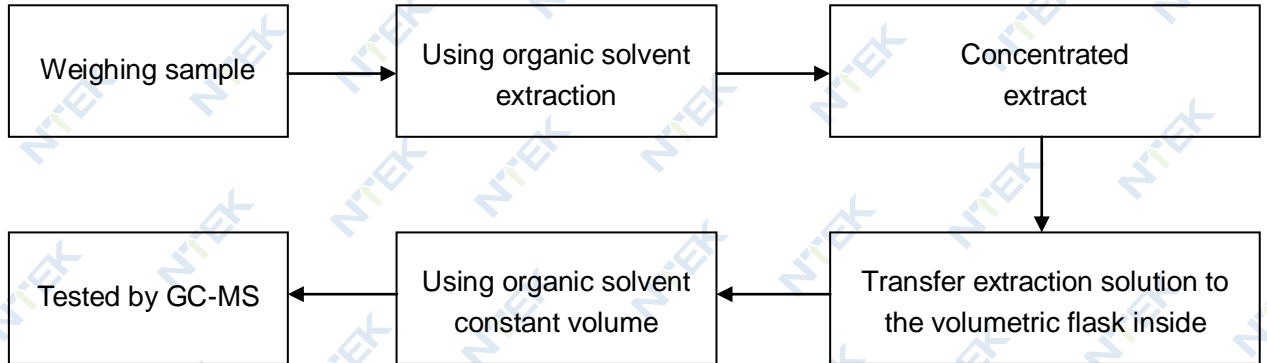 Weighing sample
Using organic solvent
extraction
Concentrated
extract
Transfer extraction solution to
the volumetric flask inside
Using organic solvent
constant volume
Tested by GC-MS
NTEK